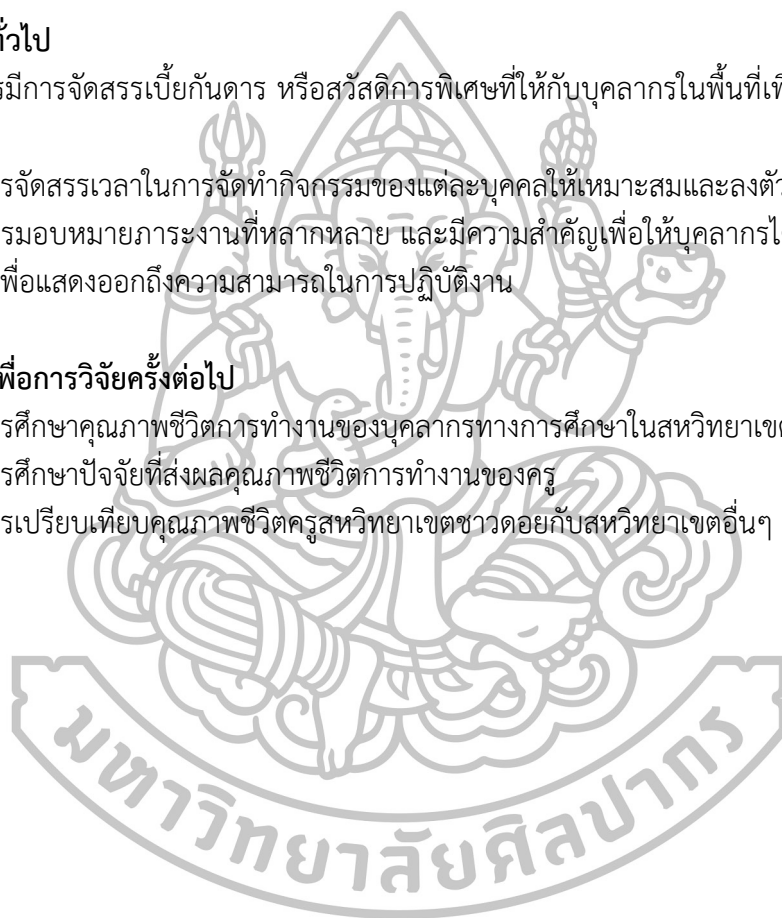 ทั่วไป
รมีการจัดสรรเบี้ยกันดาร หรือสวัสดิการพิเศษที่ให้กับบุคลากรในพื้นที่เพิ
รจัดสรรเวลาในการจัดทำกิจกรรมของแต่ละบุคคลให้เหมาะสมและลงตัว
รมอบหมายภาระงานที่หลากหลาย และมีความสำคัญเพื่อให้บุคลากรได
พื่อแสดงออกถึงความสามารถในการปฏิบัติงาน
พื่อการวิจัยครั้งต่อไป
รศึกษาคุณภาพชีวิตการทำงานของบุคลากรทางการศึกษาในสหวิทยาเขต
รศึกษาปัจจัยที่ส่งผลคุณภาพชีวิตการทำงานของครู
รเปรียบเทียบคุณภาพชีวิตครูสหวิทยาเขตชาวดอยกับสหวิทยาเขตอื่นๆ
มหาวิทยาลัยศิลปากร